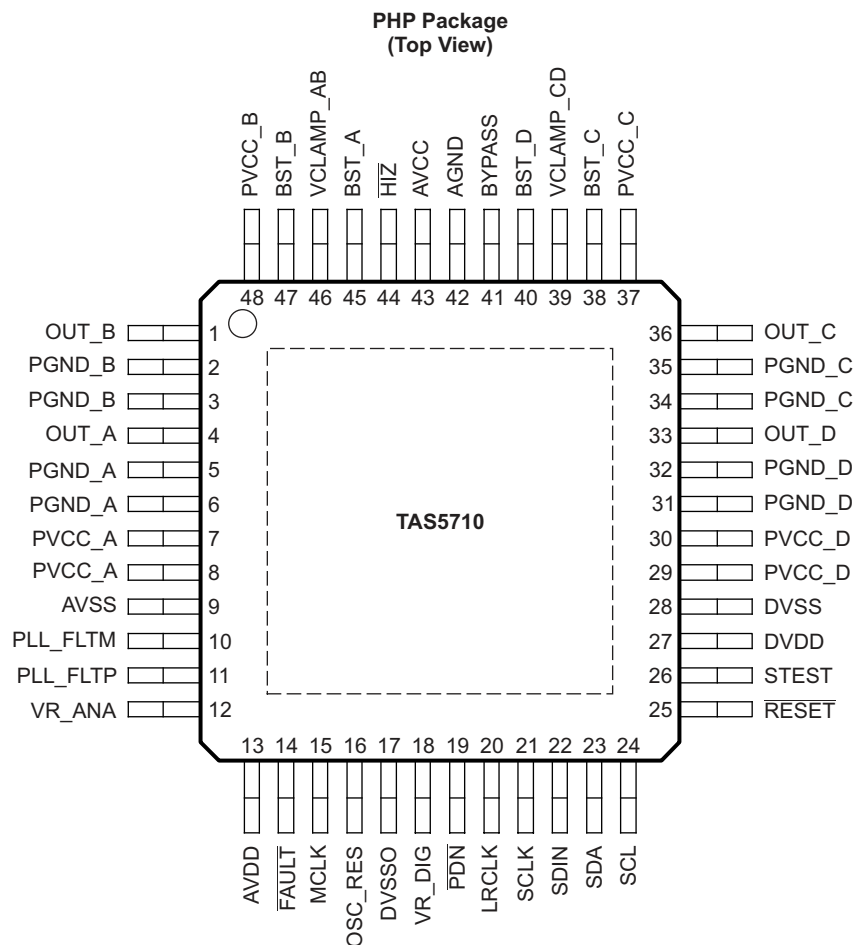 PHP Package
(Top View)
PVCC_B
BST_B
VCLAMP_AB
BST_A
HIZ
AVCC
AGND
BYPASS
BST_D
VCLAMP_CD
BST_C
PVCC_C
48 47 46 45 44 43 42 41 40 39 38 37
OUT_B 1
PGND_B 2
PGND_B 3
OUT_A 4
PGND_A 5
PGND_A 6
PVCC_A 7
PVCC_A 8
AVSS 9
PLL_FLTM 10
PLL_FLTP 11
VR_ANA 12
TAS5710
36 OUT_C
35 PGND_C
34 PGND_C
33 OUT_D
32 PGND_D
31 PGND_D
30 PVCC_D
29 PVCC_D
28 DVSS
27 DVDD
26 STEST
25 RESET
13 14 15 16 17 18 19 20 21 22 23 24
AVDD
FAULT
MCLK
OSC_RES
DVSSO
VR_DIG
PDN
LRCLK
SCLK
SDIN
SDA
SCL